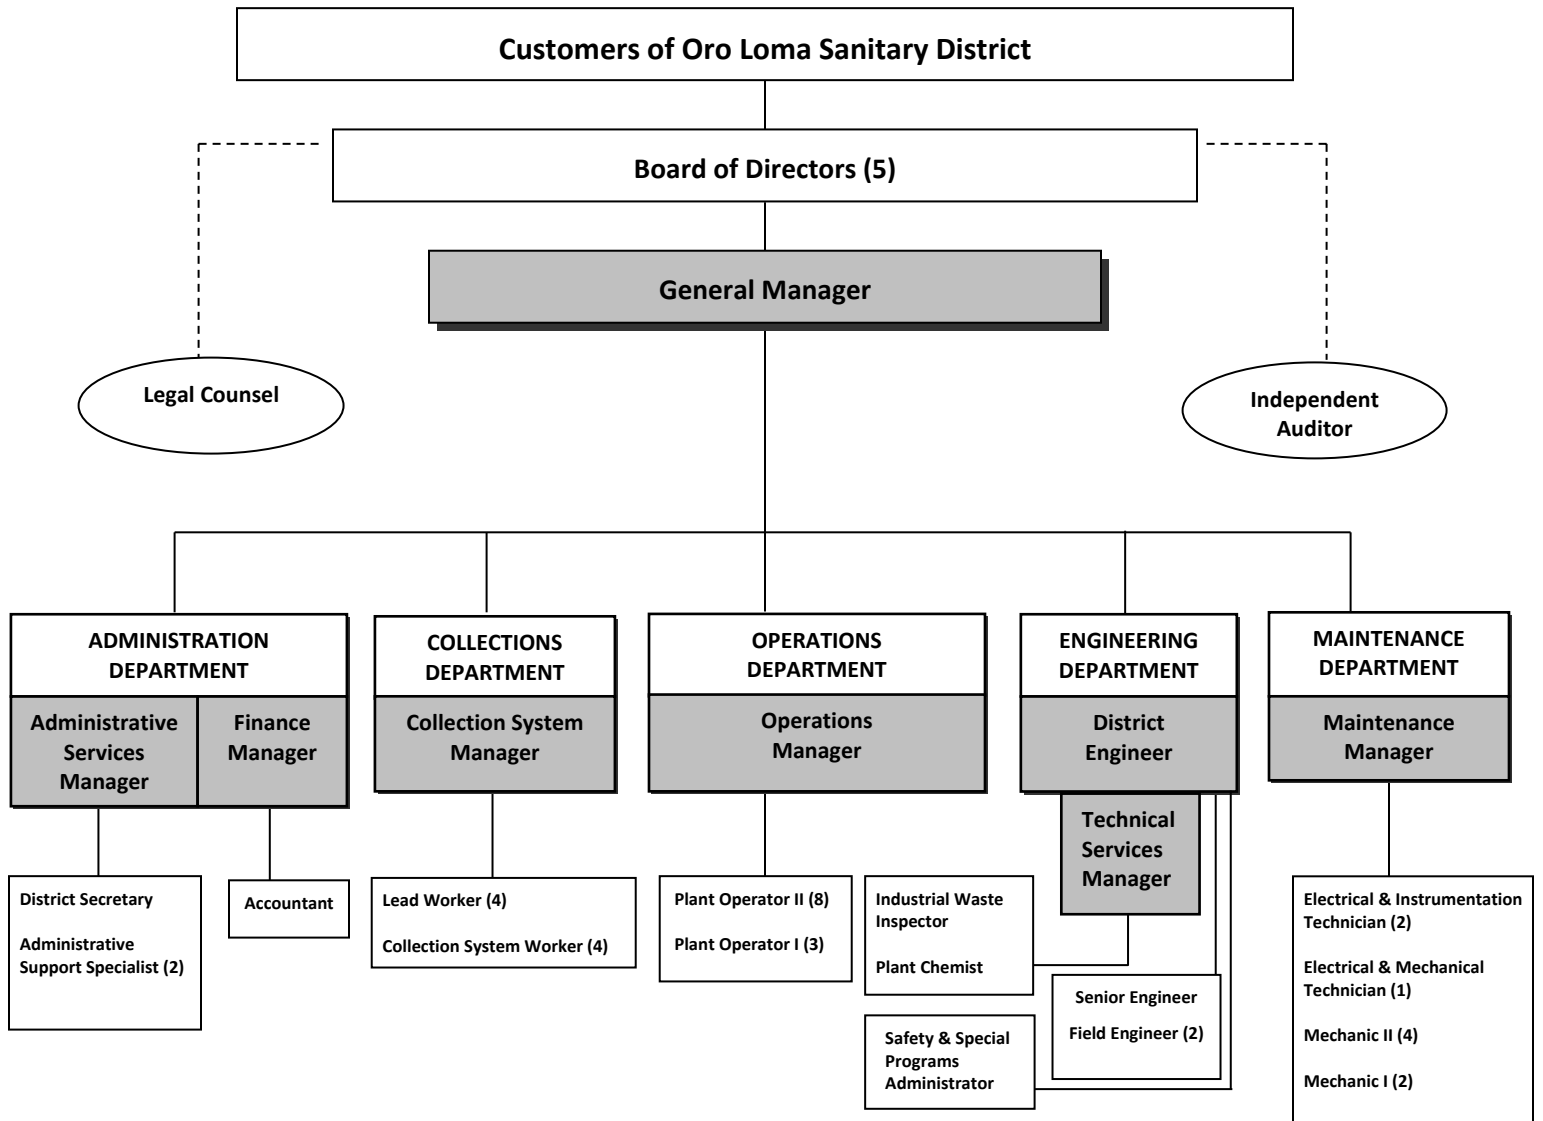 Customers of Oro Loma Sanitary District
Board of Directors (5)
General Manager
Legal Counsel
Independent
Auditor
ADMINISTRATION
DEPARTMENT
Administrative
Services
Manager
Finance
Manager
COLLECTIONS
DEPARTMENT
Collection System
Manager
OPERATIONS
DEPARTMENT
Operations
Manager
ENGINEERING
DEPARTMENT
District
Engineer
Technical
Services
Manager
MAINTENANCE
DEPARTMENT
Maintenance
Manager
District Secretary
Administrative
Support Specialist (2)
Accountant
Lead Worker (4)
Collection System Worker (4)
Plant Operator II (8)
Plant Operator I (3)
Industrial Waste
Inspector
Plant Chemist
Safety & Special
Programs
Administrator
Senior Engineer
Field Engineer (2)
Electrical & Instrumentation
Technician (2)
Electrical & Mechanical
Technician (1)
Mechanic II (4)
Mechanic I (2)